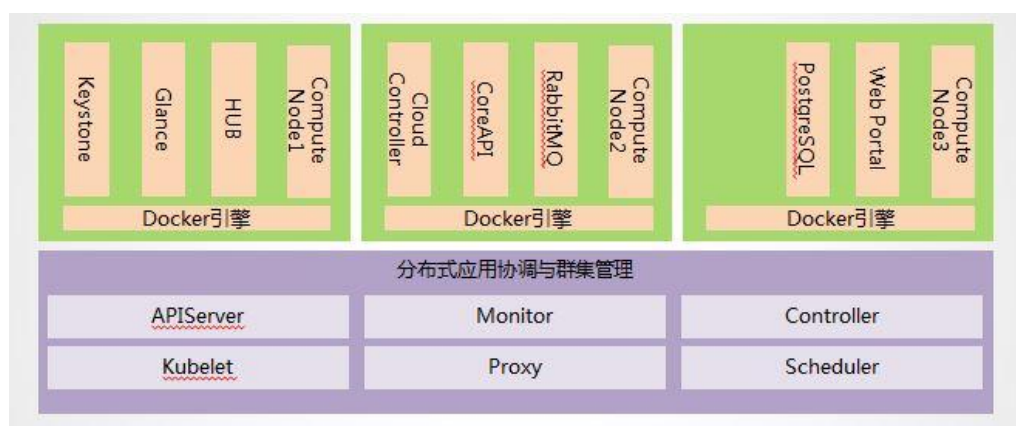 Keystone
Glance
HUB
Compute
Node1
Cloud
Controller
CoreAPI
RabbitMQ
Compute
Node2
PostgreSQL
Web Portal
Compute
Node3
Docker引擎
Docker引擎
Docker引擎
分布式应用协调与群集管理
APIServer
Monitor
Controller
Kubelet
Proxy
Scheduler